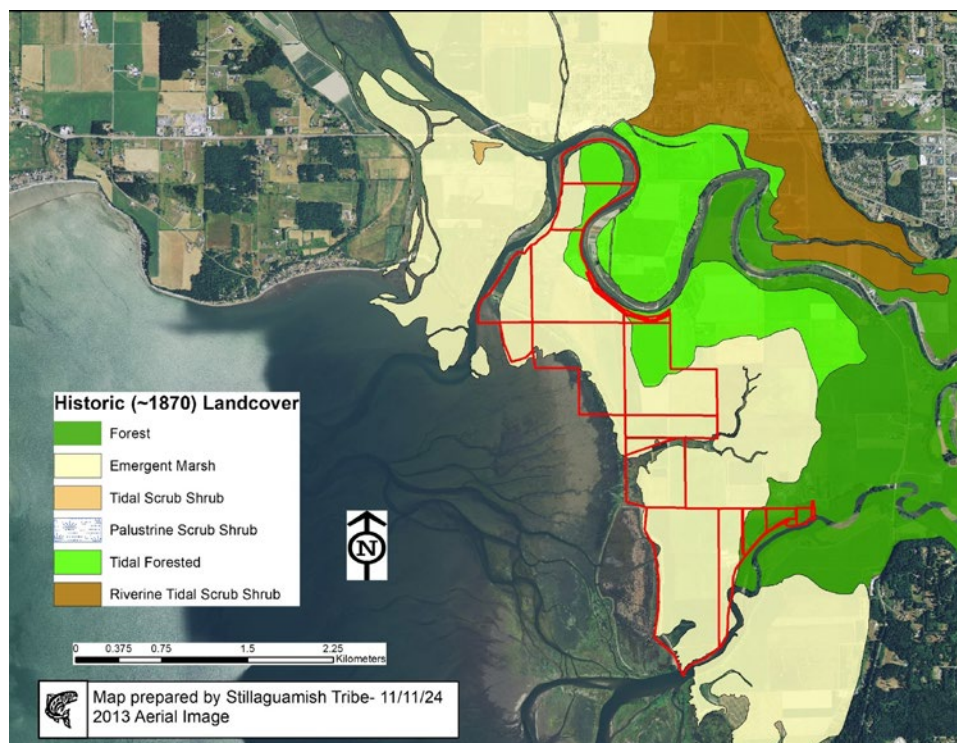 Historic (~1870) Landcover
Forest
Emergent Marsh
Tidal Scrub Shrub
Palustrine Scrub Shrub
Tidal Forested
Riverine Tidal Scrub Shrub
N
0 0.375 0.75 1.5 2.25
Kilometers
Map prepared by Stillaguamish Tribe- 11/11/24
2013 Aerial Image